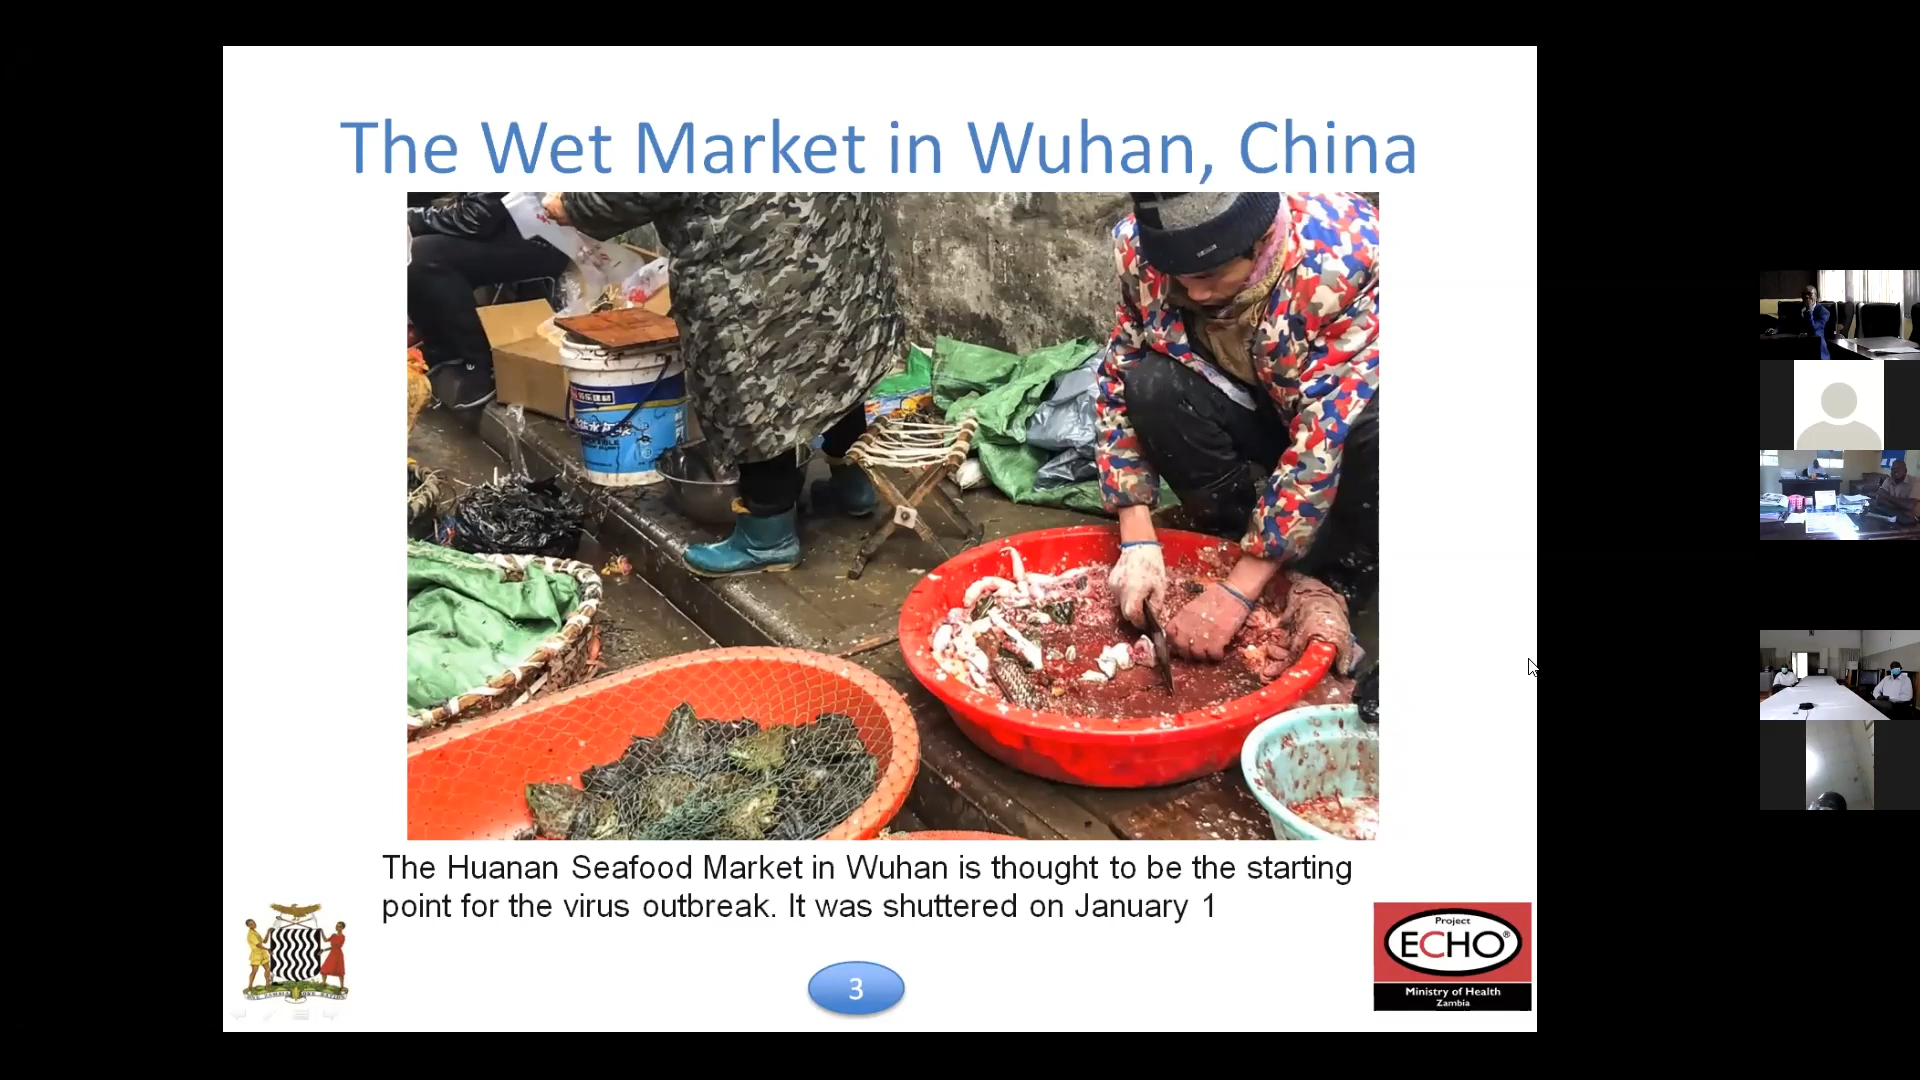 The Wet Market in Wuhan, China
The Huanan Seafood Market in Wuhan is thought to be the starting
point for the virus outbreak. It was shuttered on January 1
3
Project
ECHO®
Ministry of Health
Zambia